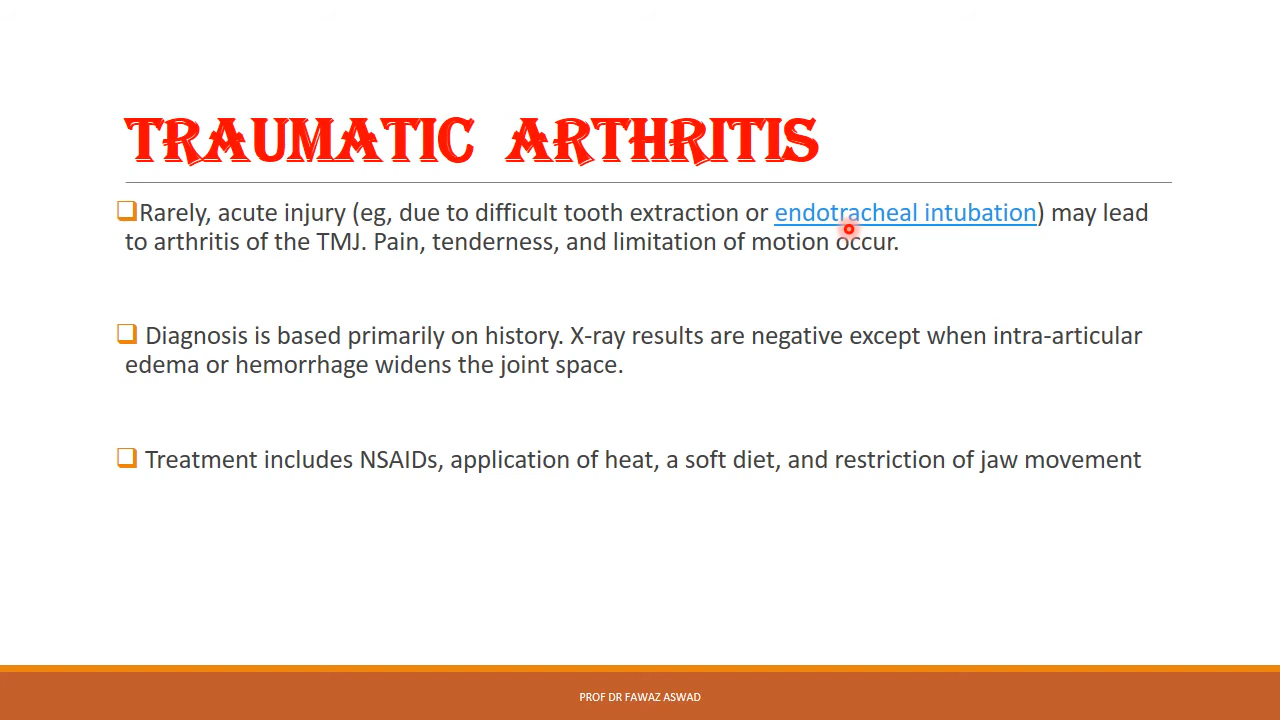 TRAUMATIC ARTHRITIS
Rarely, acute injury (eg, due to difficult tooth extraction or endotracheal intubation) may lead
to arthritis of the TMJ. Pain, tenderness, and limitation of motion occur.
Diagnosis is based primarily on history. X-ray results are negative except when intra-articular
edema or hemorrhage widens the joint space.
Treatment includes NSAIDs, application of heat, a soft diet, and restriction of jaw movement
PROF DR FAWAZ ASWAD